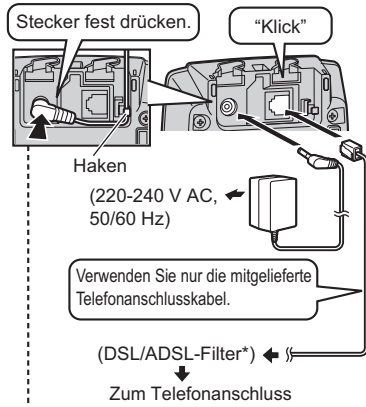 Stecker fest drücken.
“Klick”
Haken
(220-240 V AC,
50/60 Hz)
Verwenden Sie nur die mitgelieferte
Telefonanschlusskabel.
(DSL/ADSL-Filter*)
Zum Telefonanschluss